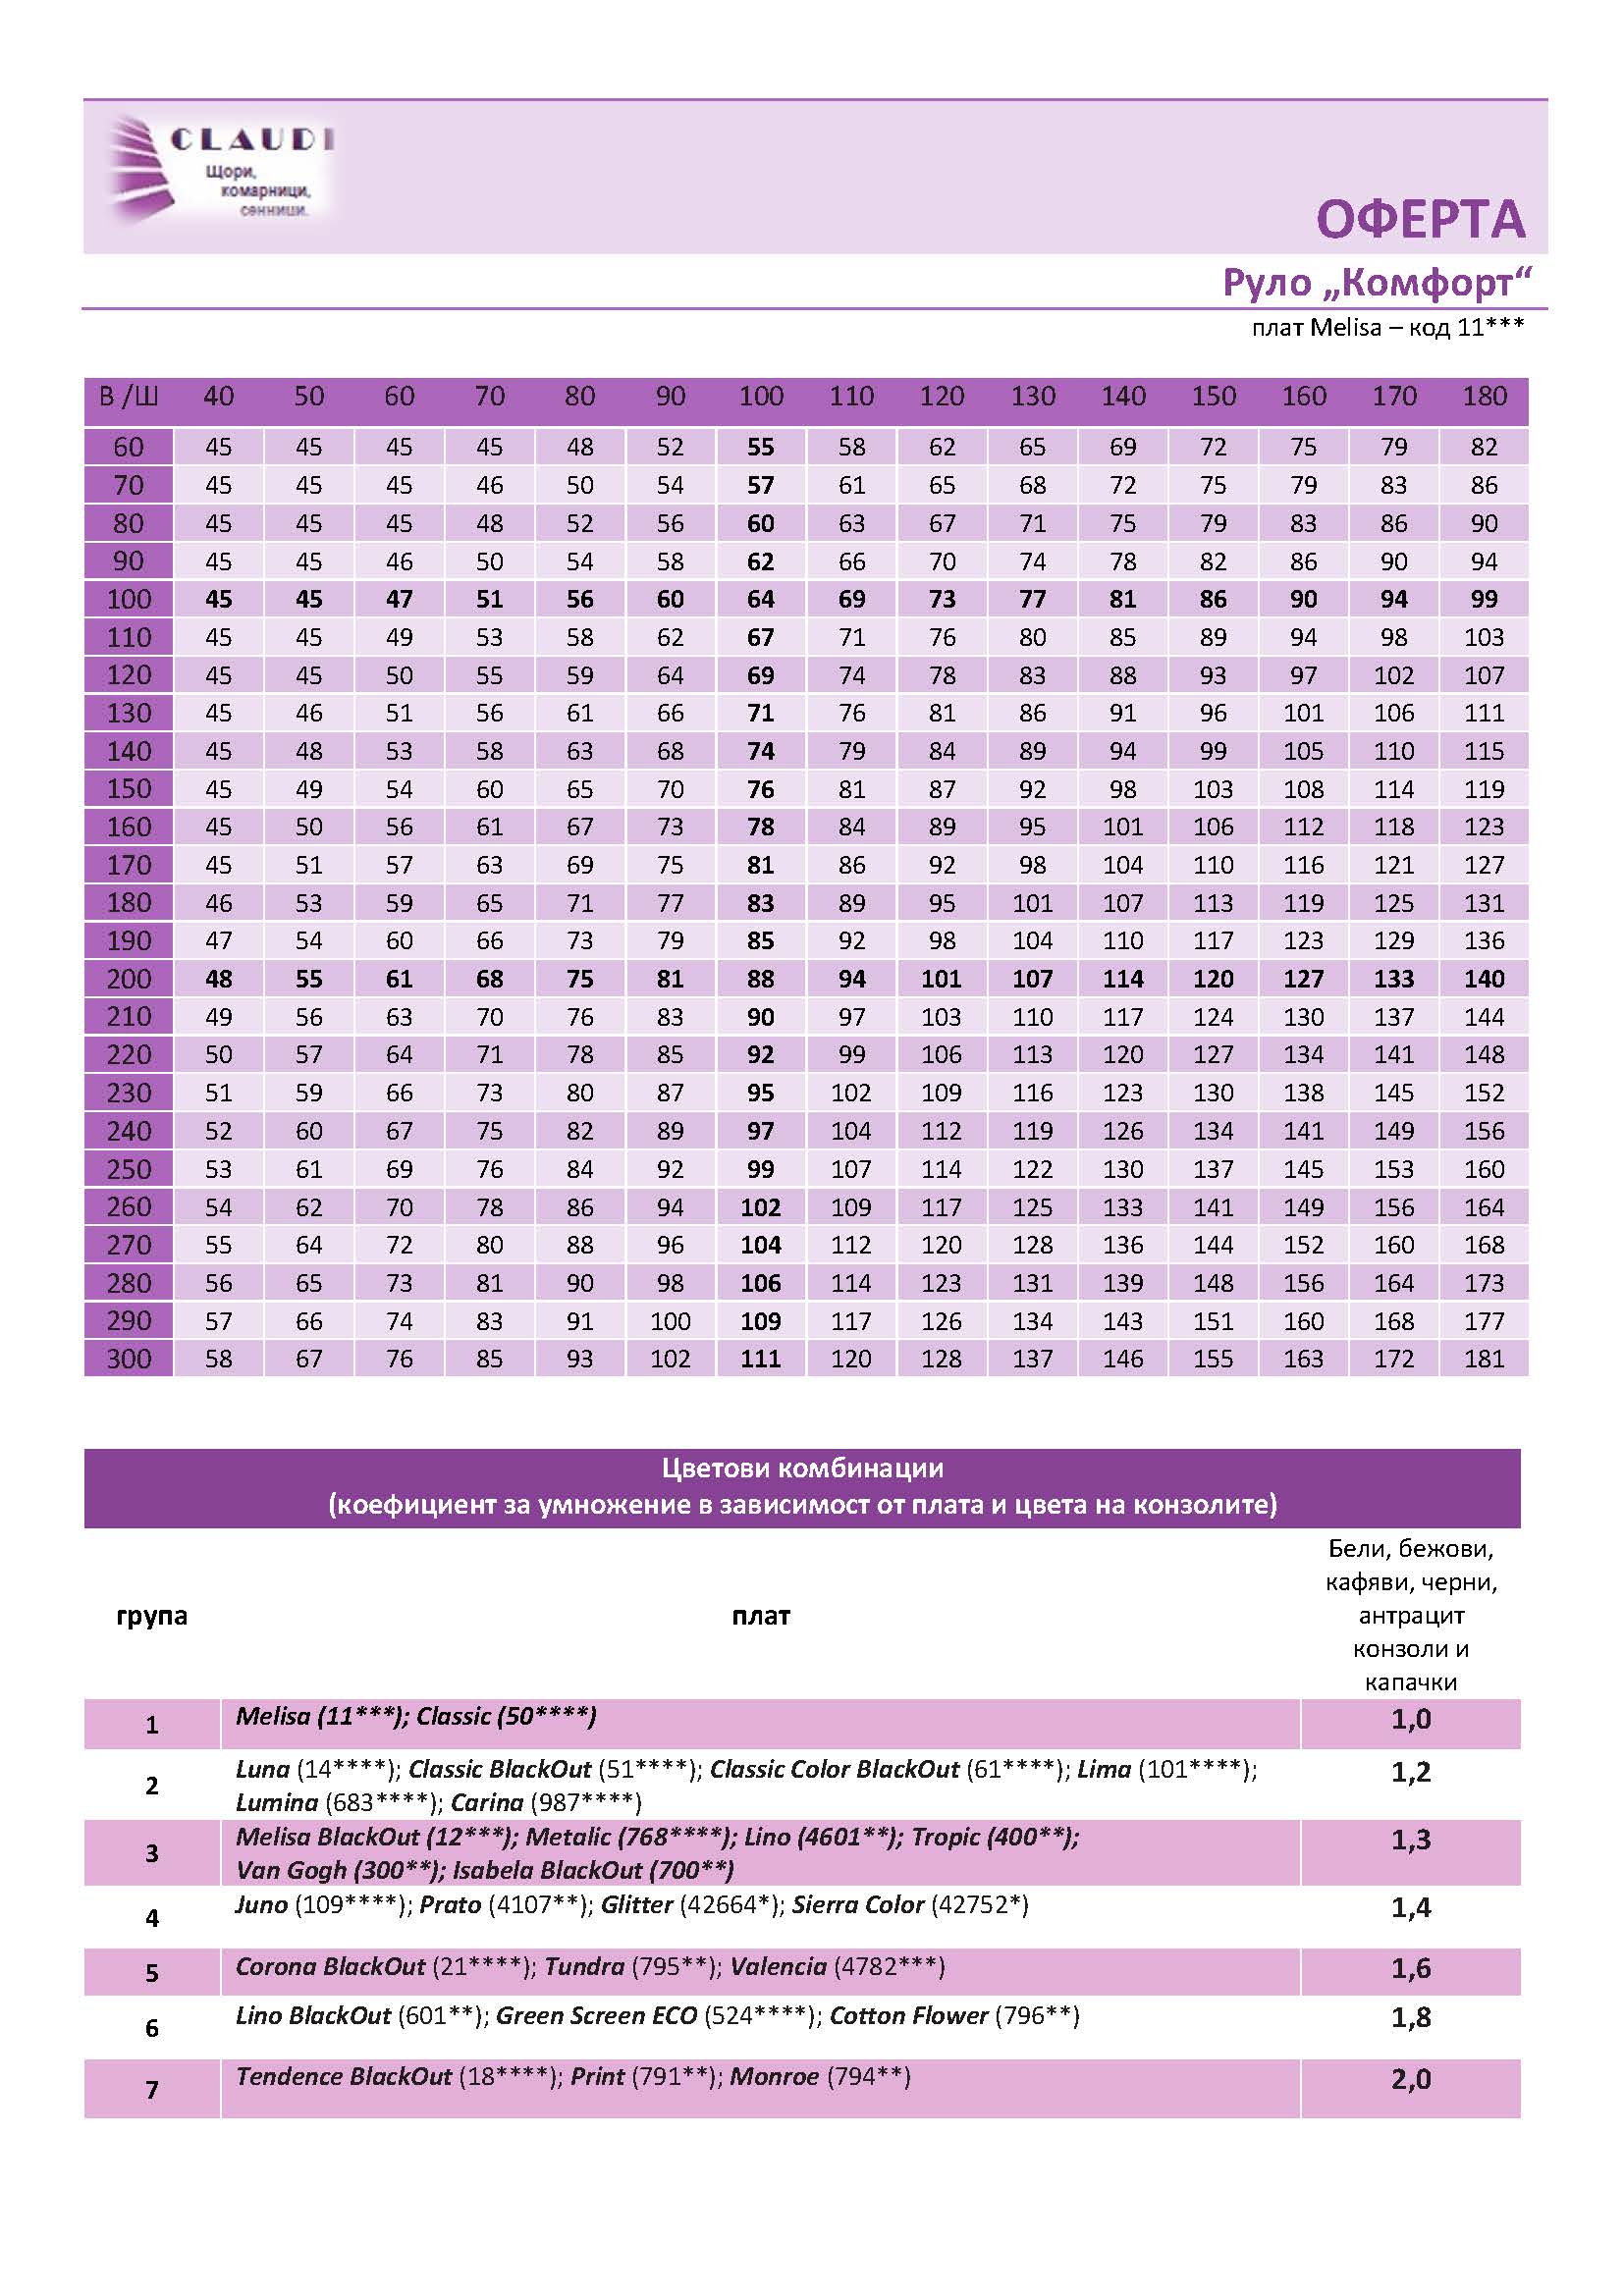 CLAUDI
Щори,
комарници,
сенници.
ОФЕРТА
Руло „Комфорт“
плат Melisa – код 11***
В /Ш 40 50 60 70 80 90 100 110 120 130 140 150 160 170 180
60 45 45 45 45 48 52 55 58 62 65 69 72 75 79 82
70 45 45 45 46 50 54 57 61 65 68 72 75 79 83 86
80 45 45 45 48 52 56 60 63 67 71 75 79 83 86 90
90 45 45 46 50 54 58 62 66 70 74 78 82 86 90 94
100 45 45 47 51 56 60 64 69 73 77 81 86 90 94 99
110 45 45 49 53 58 62 67 71 76 80 85 89 94 98 103
120 45 45 50 55 59 64 69 74 78 83 88 93 97 102 107
130 45 46 51 56 61 66 71 76 81 86 91 96 101 106 111
140 45 48 53 58 63 68 74 79 84 89 94 99 105 110 115
150 45 49 54 60 65 70 76 81 87 92 98 103 108 114 119
160 45 50 56 61 67 73 78 84 89 95 101 106 112 118 123
170 45 51 57 63 69 75 81 86 92 98 104 110 116 121 127
180 46 53 59 65 71 77 83 89 95 101 107 113 119 125 131
190 47 54 60 66 73 79 85 92 98 104 110 117 123 129 136
200 48 55 61 68 75 81 88 94 101 107 114 120 127 133 140
210 49 56 63 70 76 83 90 97 103 110 117 124 130 137 144
220 50 57 64 71 78 85 92 99 106 113 120 127 134 141 148
230 51 59 66 73 80 87 95 102 109 116 123 130 138 145 152
240 52 60 67 75 82 89 97 104 112 119 126 134 141 149 156
250 53 61 69 76 84 92 99 107 114 122 130 137 145 153 160
260 54 62 70 78 86 94 102 109 117 125 133 141 149 156 164
270 55 64 72 80 88 96 104 112 120 128 136 144 152 160 168
280 56 65 73 81 90 98 106 114 123 131 139 148 156 164 173
290 57 66 74 83 91 100 109 117 126 134 143 151 160 168 177
300 58 67 76 85 93 102 111 120 128 137 146 155 163 172 181
Цветови комбинации
(коефициент за умножение в зависимост от плата и цвета на конзолите)
група плат Бели, бежови,
кафяви, черни,
антрацит
конзоли и
капачки
1 Melisa (11***); Classic (50****) 1,0
2 Luna (14****); Classic BlackOut (51****); Classic Color BlackOut (61****); Lima (101****); 1,2
Lumina (683****); Carina (987****)
3 Melisa BlackOut (12***); Metalic (768****); Lino (4601**); Tropic (400**); 1,3
Van Gogh (300**); Isabela BlackOut (700**)
4 Juno (109****); Prato (4107**); Glitter (42664*); Sierra Color (42752*) 1,4
5 Corona BlackOut (21****); Tundra (795**); Valencia (4782***) 1,6
6 Lino BlackOut (601**); Green Screen ECO (524****); Cotton Flower (796**) 1,8
7 Tendence BlackOut (18****); Print (791**); Monroe (794**) 2,0